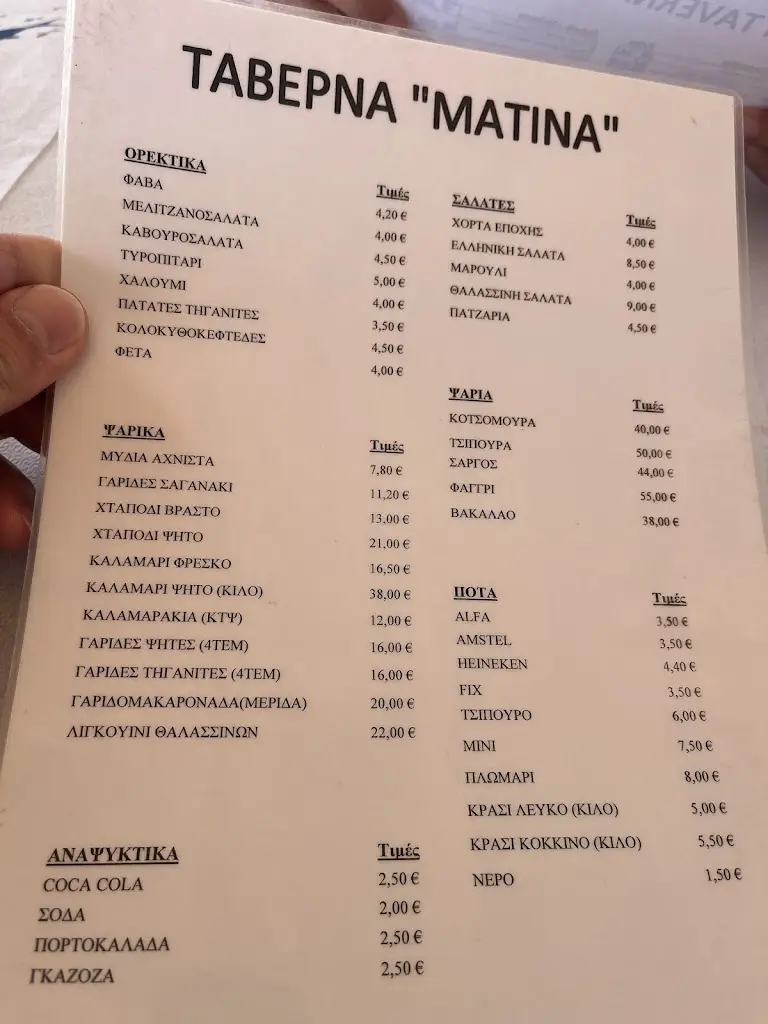 ΤΑΒΕΡΝΑ "ΜΑΤΙΝΑ"
ΟΡΕΚΤΙΚΑ Τιμές
ΦΑΒΑ 4,20 €
ΜΕΛΙΤΖΑΝΟΣΑΛΑΤΑ 4,00 €
ΚΑΒΟΥΡΟΣΑΛΑΤΑ 4,50 €
ΤΥΡΟΠΙΤΑΡΙ 5,00 €
ΧΑΛΟΥΜΙ 4,00 €
ΠΑΤΑΤΕΣ ΤΗΓΑΝΙΤΕΣ 3,50 €
ΚΟΛΟΚΥΘΟΚΕΦΤΕΔΕΣ 4,50 €
ΦΕΤΑ 4,00 €
ΣΑΛΑΤΕΣ Τιμές
ΧΟΡΤΑ ΕΠΟΧΗΣ 4,00 €
ΕΛΛΗΝΙΚΗ ΣΑΛΑΤΑ 8,50 €
ΜΑΡΟΥΛΙ 4,00 €
ΘΑΛΑΣΣΙΝΗ ΣΑΛΑΤΑ 9,00 €
ΠΑΤΖΑΡΙΑ 4,50 €
ΨΑΡΙΚΑ Τιμές
ΜΥΔΙΑ ΑΧΝΙΣΤΑ 7,80 €
ΓΑΡΙΔΕΣ ΣΑΓΑΝΑΚΙ 11,20 €
ΧΤΑΠΟΔΙ ΒΡΑΣΤΟ 13,00 €
ΧΤΑΠΟΔΙ ΨΗΤΟ 21,00 €
ΚΑΛΑΜΑΡΙ ΦΡΕΣΚΟ 16,50 €
ΚΑΛΑΜΑΡΙ ΨΗΤΟ (ΚΙΛΟ) 38,00 €
ΚΑΛΑΜΑΡΑΚΙΑ (ΚΤΨ) 12,00 €
ΓΑΡΙΔΕΣ ΨΗΤΕΣ (4ΤΕΜ) 16,00 €
ΓΑΡΙΔΕΣ ΤΗΓΑΝΙΤΕΣ (4ΤΕΜ) 16,00 €
ΓΑΡΙΔΟΜΑΚΑΡΟΝΑΔΑ(ΜΕΡΙΔΑ) 20,00 €
ΛΙΓΚΟΥΙΝΙ ΘΑΛΑΣΣΙΝΩΝ 22,00 €
ΨΑΡΙΑ Τιμές
ΚΟΤΣΟΜΟΥΡΑ 40,00 €
ΤΣΙΠΟΥΡΑ 50,00 €
ΣΑΡΓΟΣ 44,00 €
ΦΑΓΓΡΙ 55,00 €
ΒΑΚΑΛΑΟ 38,00 €
ΠΟΤΑ Τιμές
ALFA 3,50 €
AMSTEL 3,50 €
HEINEKEN 4,40 €
FIX 3,50 €
ΤΣΙΠΟΥΡΟ 6,00 €
ΜΙΝΙ 7,50 €
ΠΛΩΜΑΡΙ 8,00 €
ΚΡΑΣΙ ΛΕΥΚΟ (ΚΙΛΟ) 5,00 €
ΚΡΑΣΙ ΚΟΚΚΙΝΟ (ΚΙΛΟ) 5,50 €
ΝΕΡΟ 1,50 €
ΑΝΑΨΥΚΤΙΚΑ Τιμές
COCA COLA 2,50 €
ΣΟΔΑ 2,00 €
ΠΟΡΤΟΚΑΛΑΔΑ 2,50 €
ΓΚΑΖΟΖΑ 2,50 €